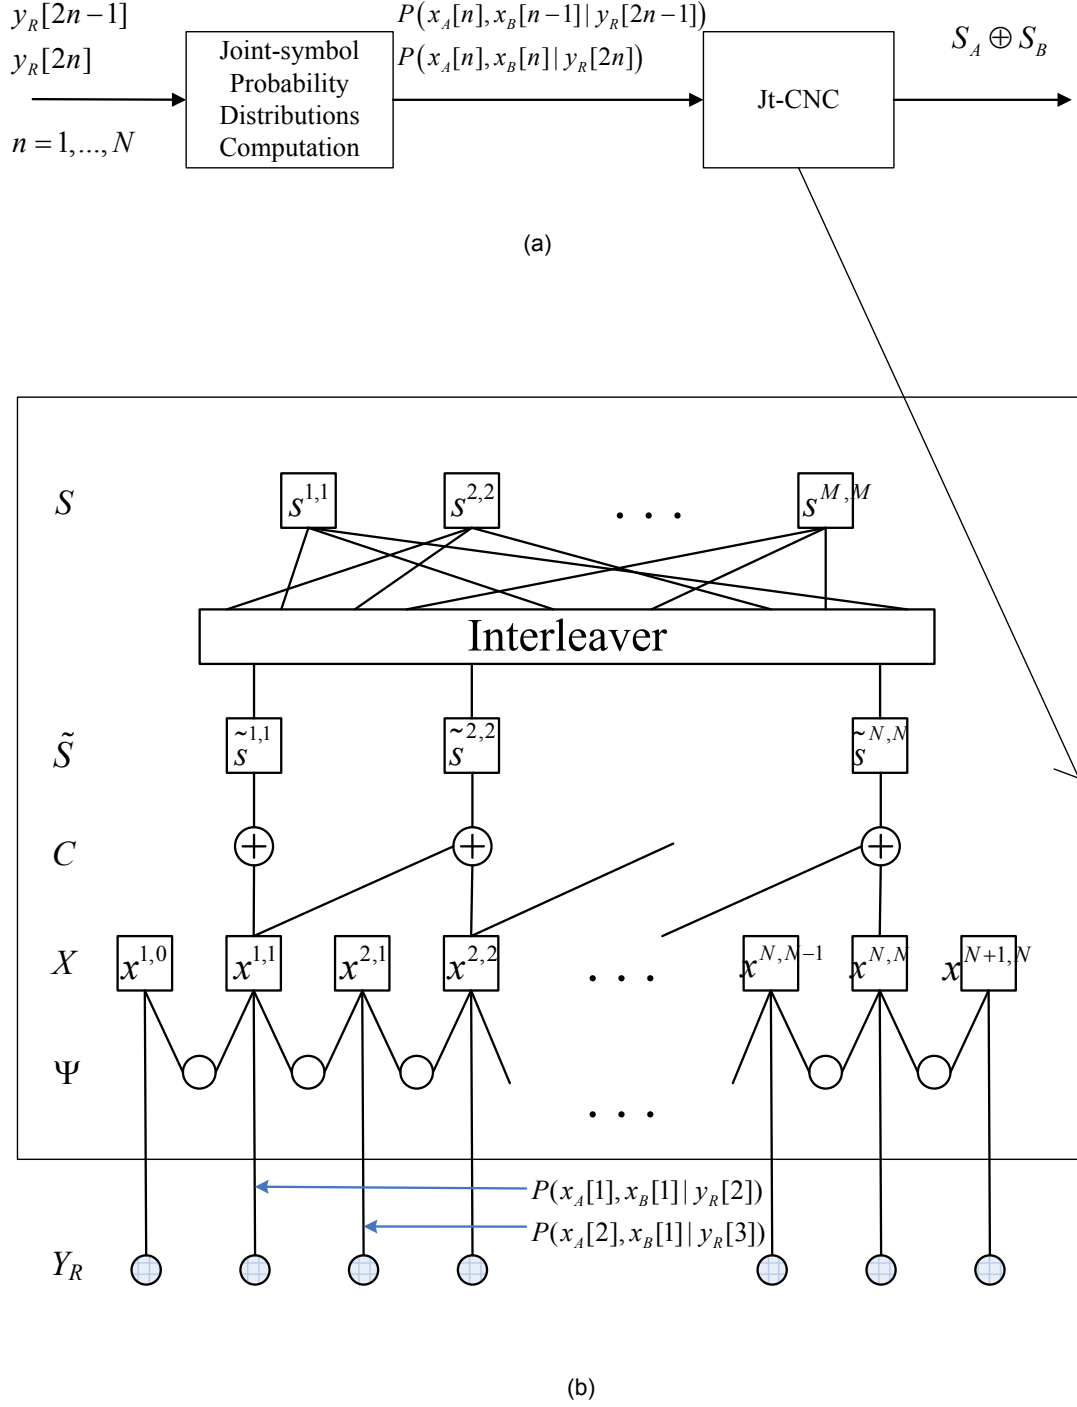 y_R[2n−1]
y_R[2n]
n = 1,..., N
Joint-symbol
Probability
Distributions
Computation
P(x_A[n], x_B[n−1] | y_R[2n−1])
P(x_A[n], x_B[n] | y_R[2n])
Jt-CNC
S_A ⊕ S_B
(a)
S
s^{1,1}
s^{2,2}
. . .
s^{M,M}
Interleaver
S̃
s̃^{1,1}
s̃^{2,2}
s̃^{N,N}
C
X
x^{1,0}
x^{1,1}
x^{2,1}
x^{2,2}
. . .
x^{N,N−1}
x^{N,N}
x^{N+1,N}
Ψ
. . .
P(x_A[1], x_B[1] | y_R[2])
P(x_A[2], x_B[1] | y_R[3])
Y_R
(b)